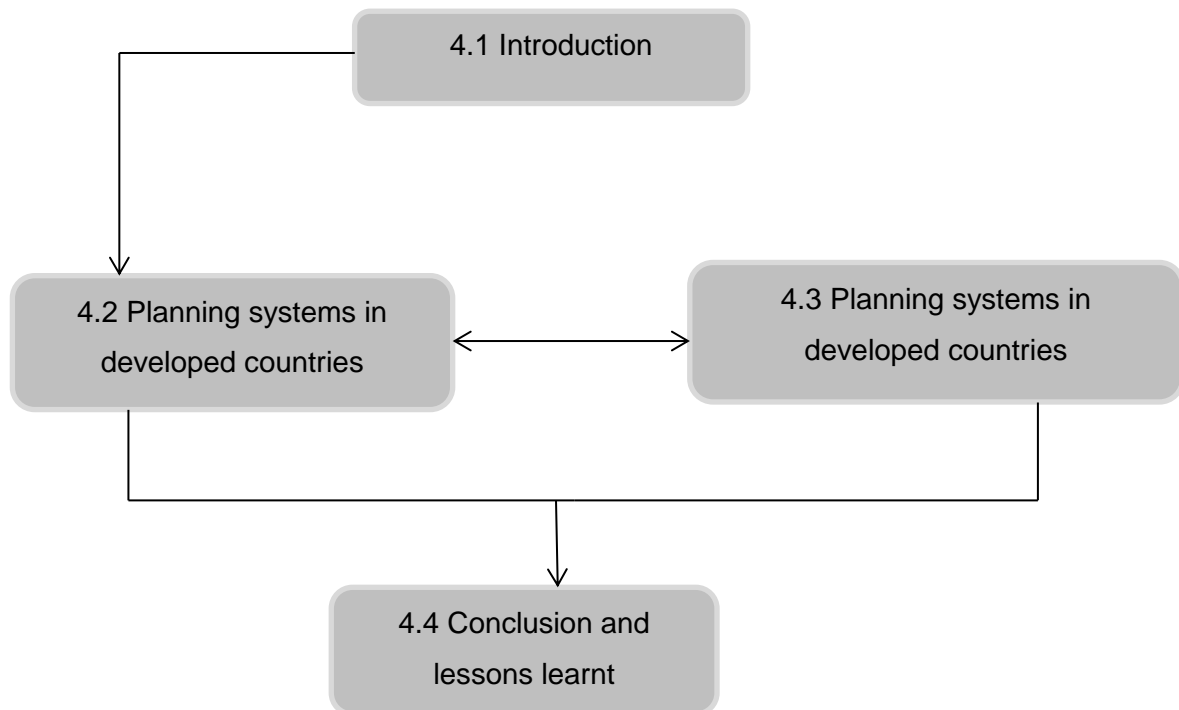 4.1 Introduction
4.2 Planning systems in
developed countries
4.3 Planning systems in
developed countries
4.4 Conclusion and
lessons learnt